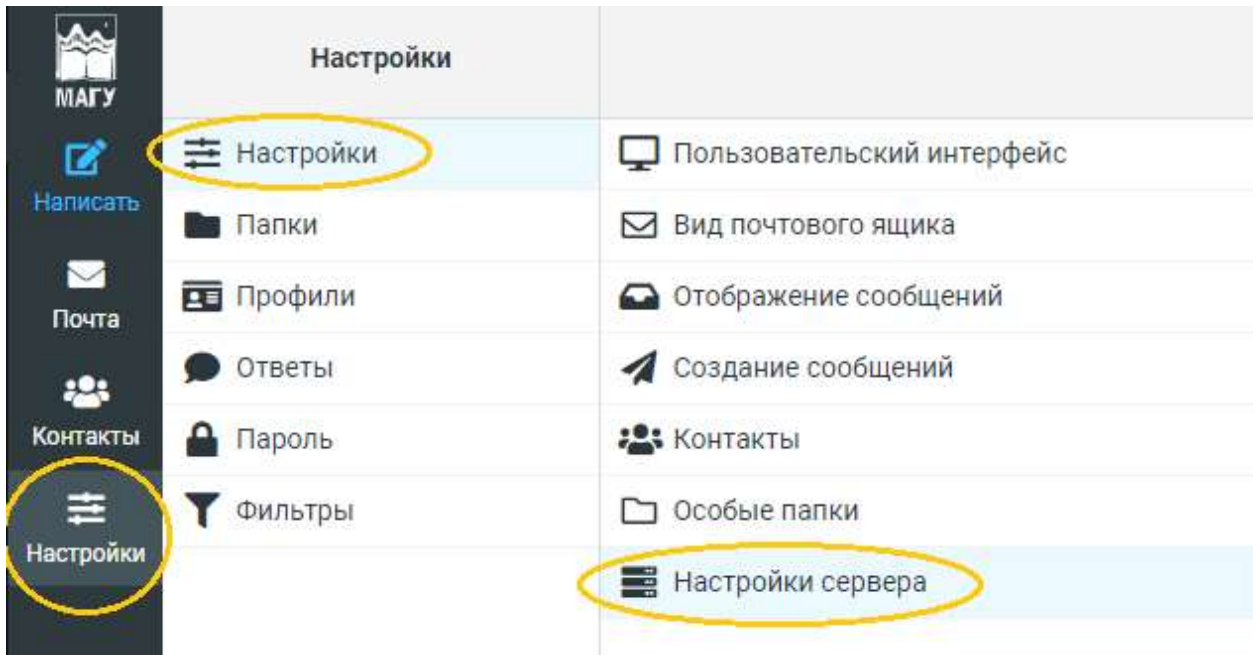 МАГУ
Написать
Почта
Контакты
Настройки
Настройки
Настройки
Папки
Профили
Ответы
Пароль
Фильтры
Пользовательский интерфейс
Вид почтового ящика
Отображение сообщений
Создание сообщений
Контакты
Особые папки
Настройки сервера